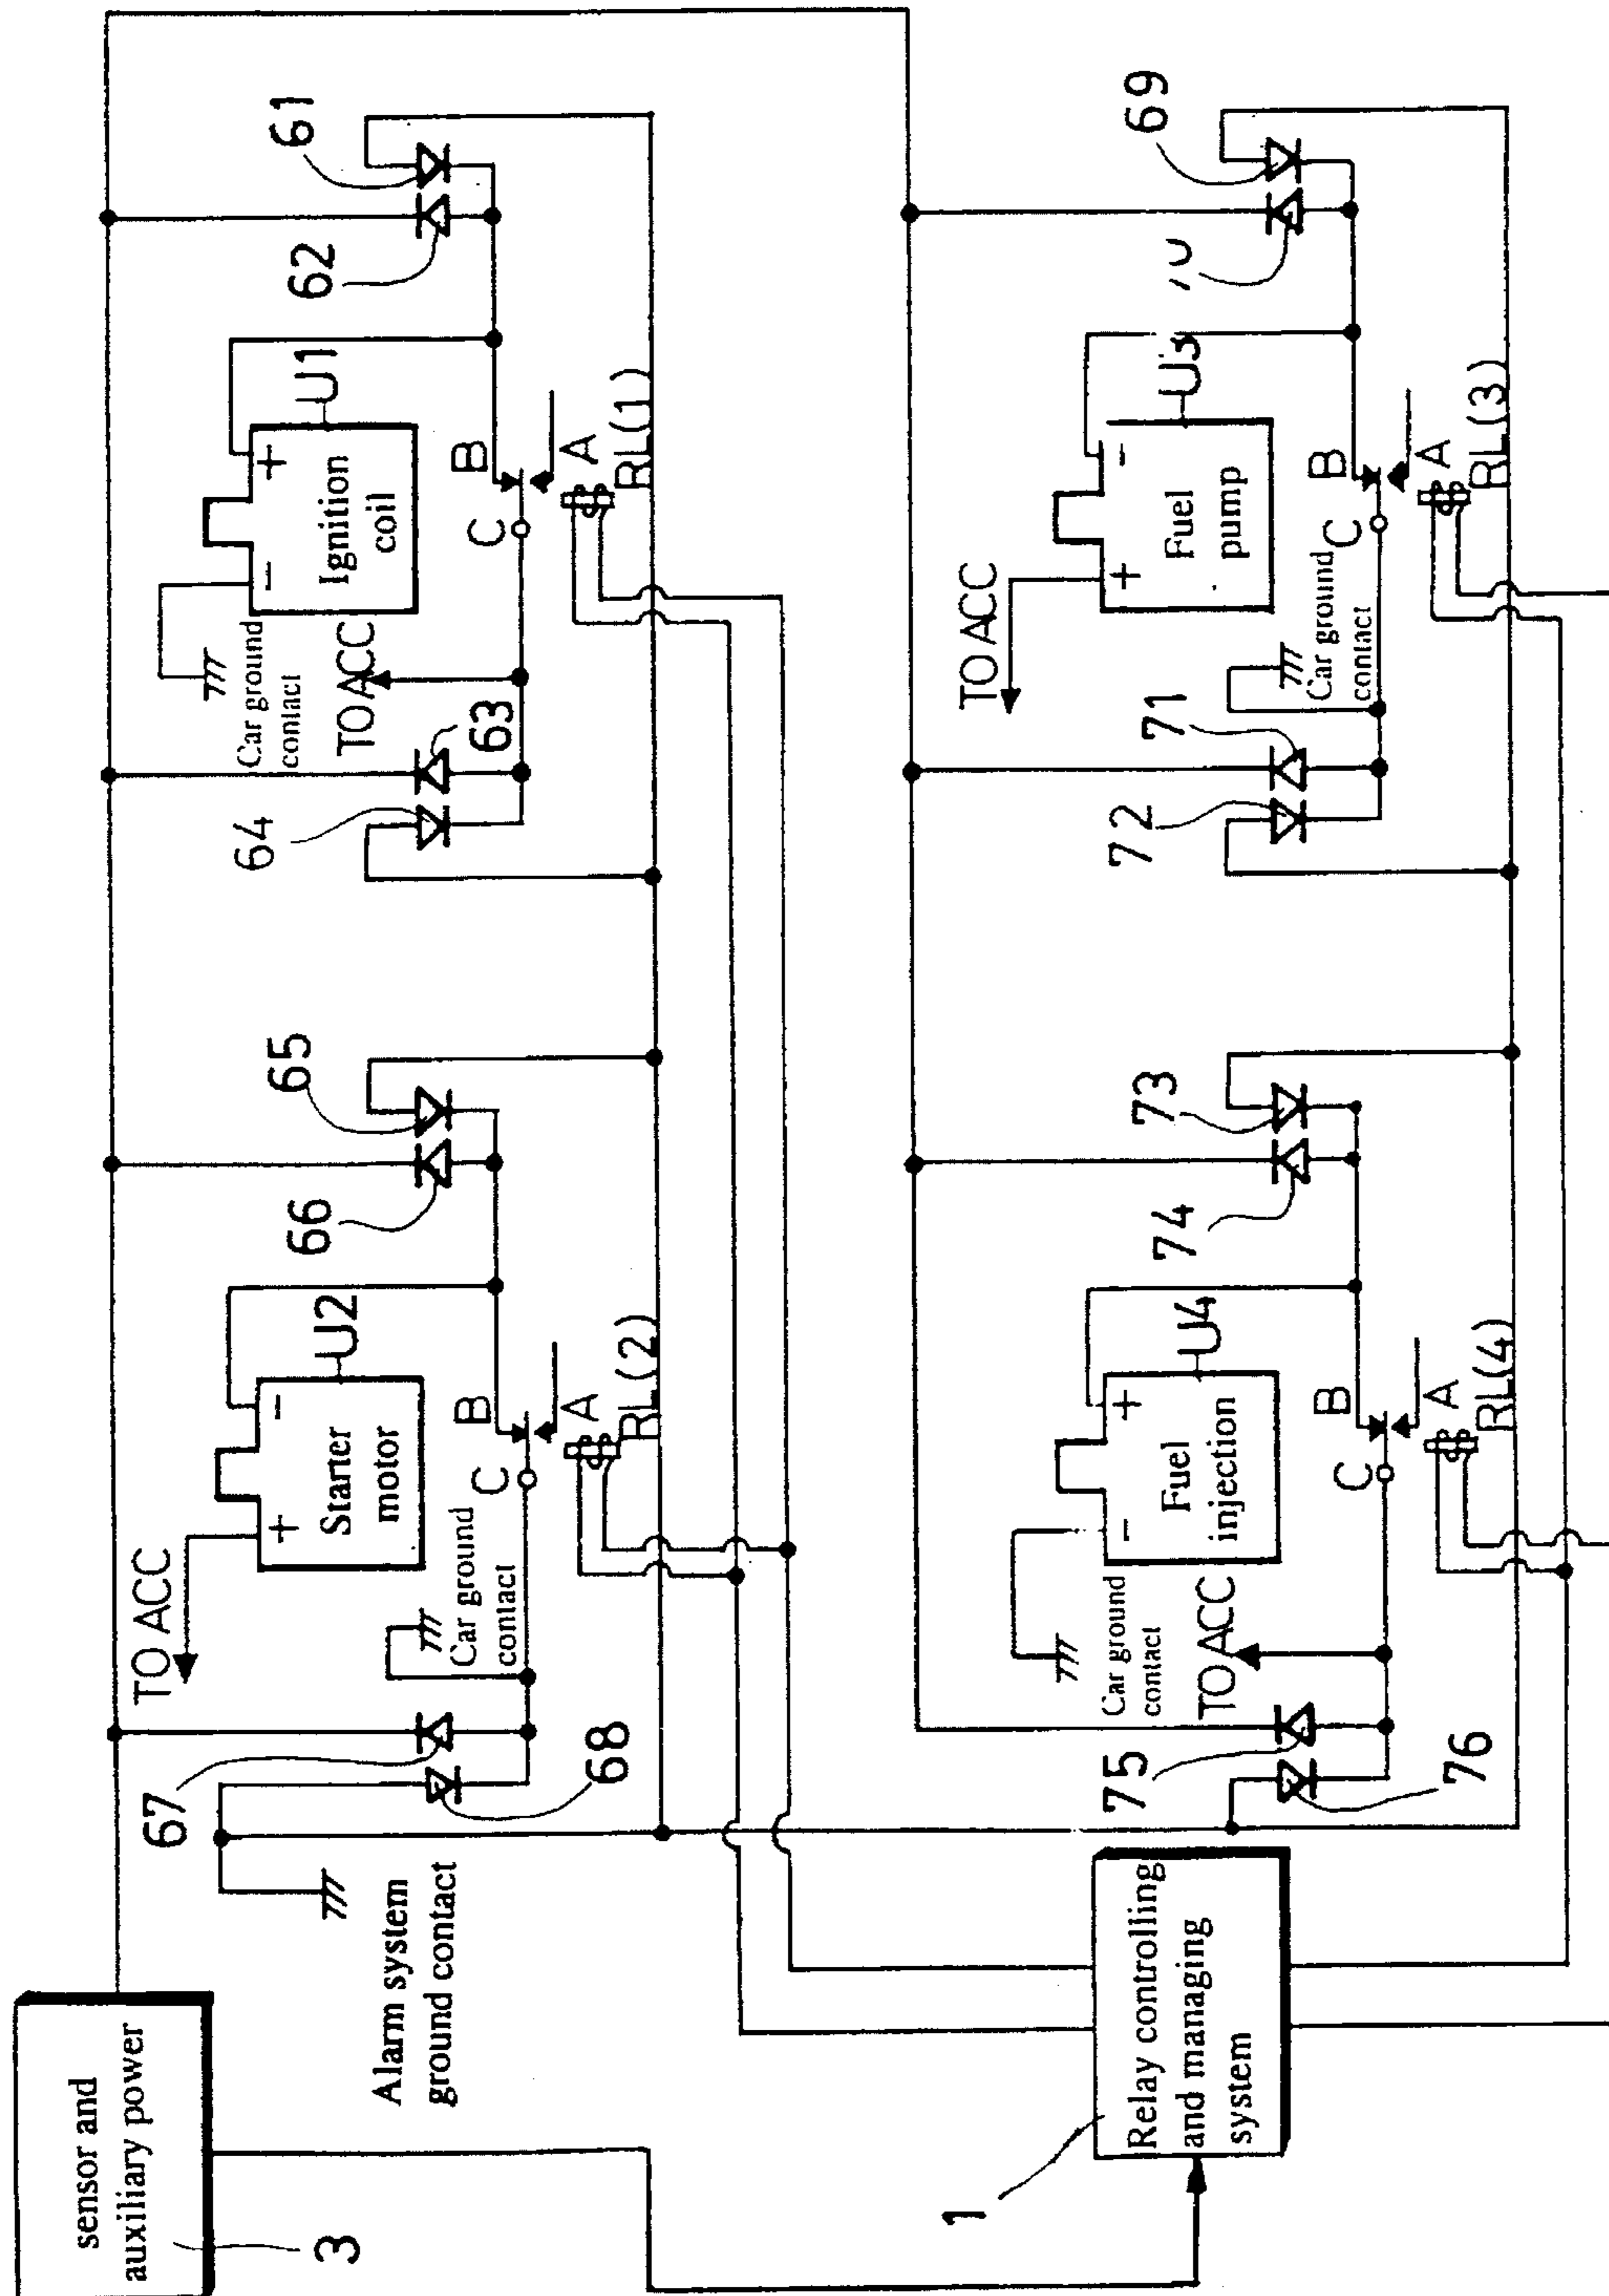 sensor and
auxiliary power
3
Alarm system
ground contact
67
68
TO ACC
+
-
Starter
motor
U2
Car ground
contact
C
B
A
RL(2)
66
65
64
63
Car ground
contact
TO ACC
-
+
Ignition
coil
U1
C
B
A
RL(1)
62
61
1
Relay controlling
and managing
system
75
76
Car ground
contact
TO ACC
-
+
Fuel
injection
U4
C
B
A
RL(4)
74
73
72
71
TO ACC
+
-
Fuel
pump
U3
Car ground
contact
C
B
A
RL(3)
69